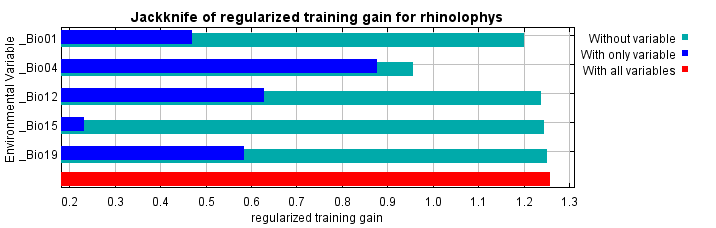 Jackknife of regularized training gain for rhinolophys
Environmental Variable
_Bio01
_Bio04
_Bio12
_Bio15
_Bio19
Without variable
With only variable
With all variables
0.2 0.3 0.4 0.5 0.6 0.7 0.8 0.9 1.0 1.1 1.2 1.3
regularized training gain